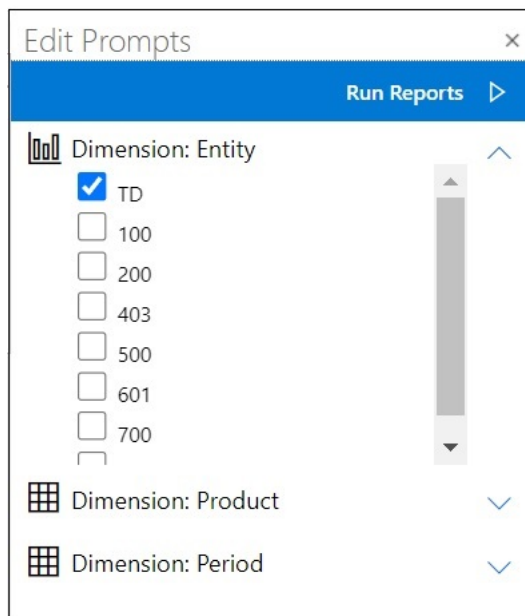 Edit Prompts
Run Reports
Dimension: Entity
TD
100
200
403
500
601
700
Dimension: Product
Dimension: Period